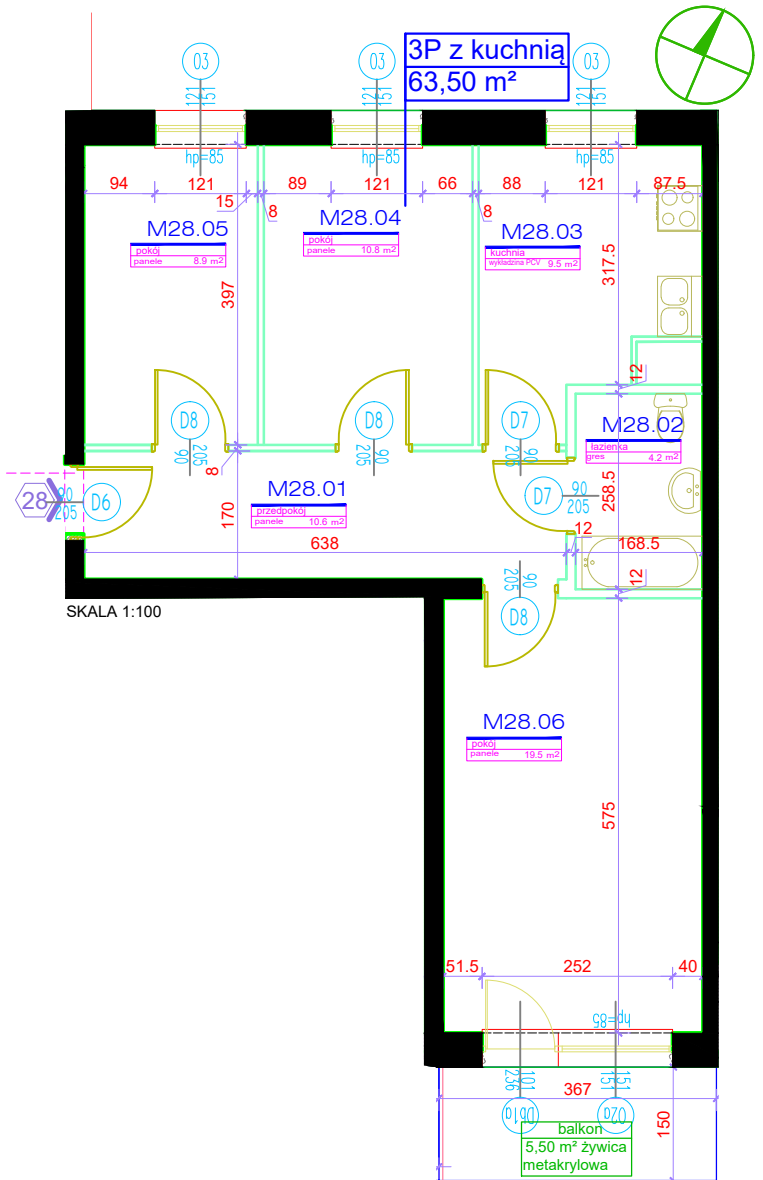 3P z kuchnią
63,50 m²
03
03
03
121
151
121
151
121
151
hp=85
hp=85
hp=85
94
121
15
8
89
121
66
8
88
121
87.5
M28.05
pokój
panele 8.9 m2
M28.04
pokój
panele 10.8 m2
M28.03
kuchnia
wykładzina PCV 9.5 m2
397
317.5
12
D8
90
205
D8
90
205
D7
90
205
M28.02
łazienka
gres 4.2 m2
28
90
205
D6
8
170
M28.01
przedpokój
panele 10.6 m2
D7
90
205
258.5
638
12
168.5
12
90
205
D8
SKALA 1:100
M28.06
pokój
panele 19.5 m2
575
51.5
252
40
hp=85
101
236
151
151
367
Db1a
O2a
150
balkon
5,50 m² żywica
metakrylowa